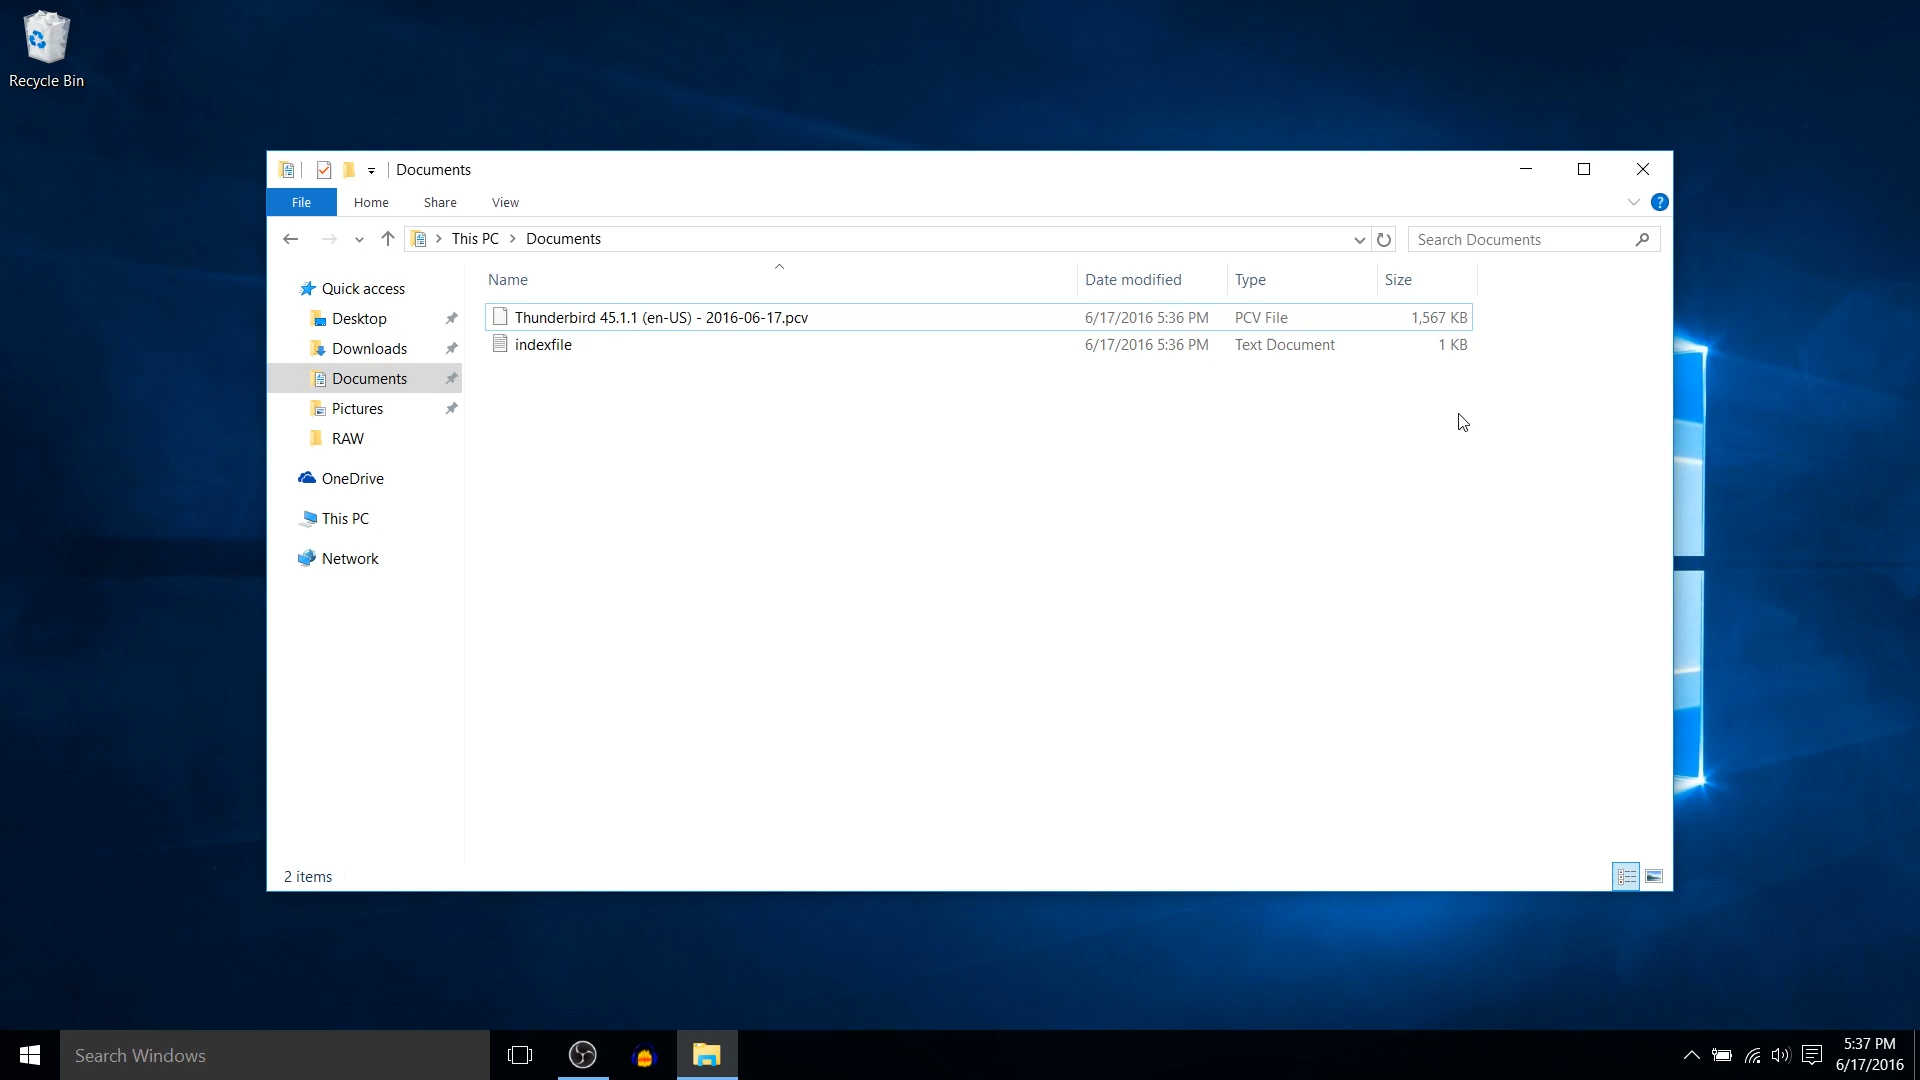 Recycle Bin
Documents
File Home Share View
This PC Documents Search Documents
Name Date modified Type Size
Quick access
Desktop
Downloads
Documents
Pictures
RAW
OneDrive
This PC
Network
Thunderbird 45.1.1 (en-US) - 2016-06-17.pcv 6/17/2016 5:36 PM PCV File 1,567 KB
indexfile 6/17/2016 5:36 PM Text Document 1 KB
2 items
Search Windows
5:37 PM
6/17/2016